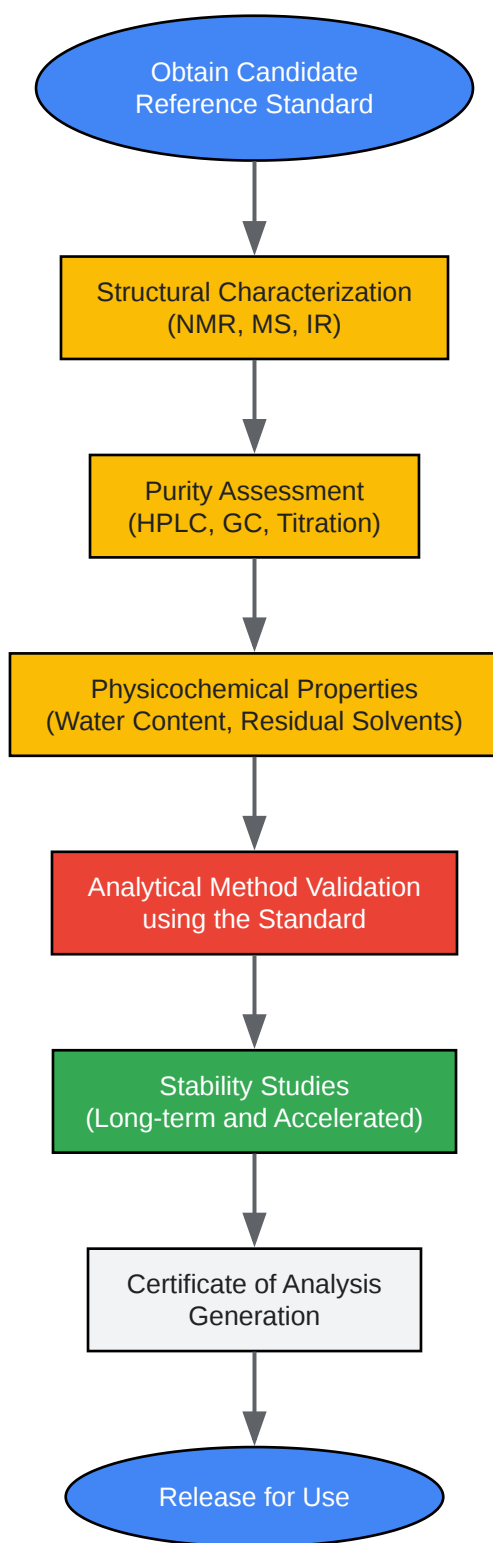 Obtain Candidate
Reference Standard
Structural Characterization
(NMR, MS, IR)
Purity Assessment
(HPLC, GC, Titration)
Physicochemical Properties
(Water Content, Residual Solvents)
Analytical Method Validation
using the Standard
Stability Studies
(Long-term and Accelerated)
Certificate of Analysis
Generation
Release for Use